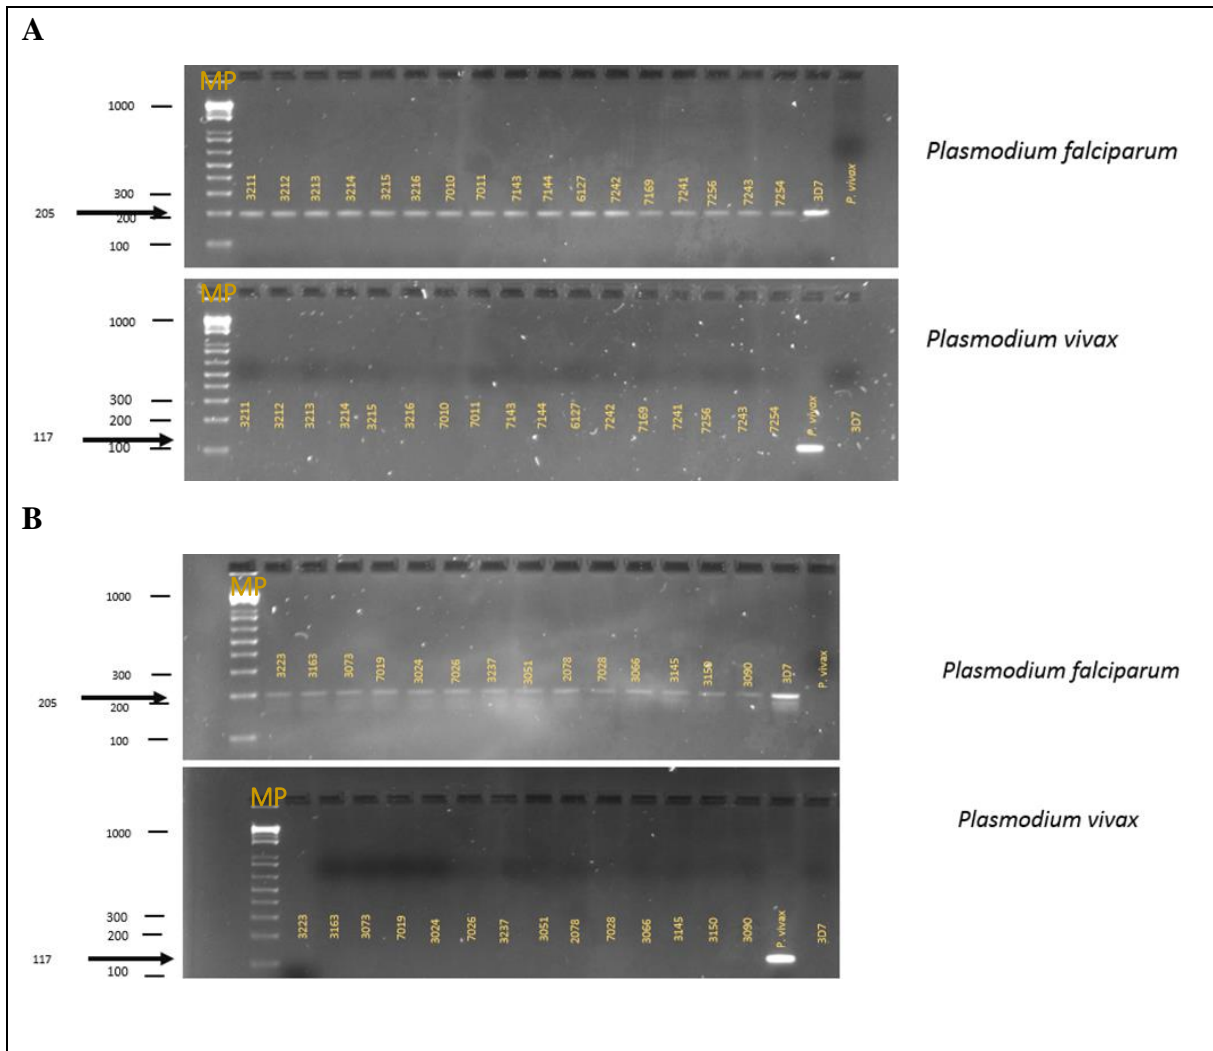 A
MP
1000
3211 3212 3213 3214 3215 3216 7010 7011 7143 7144 6127 7242 7169 7241 7256 7243 7254 3D7 P. vivax
Plasmodium falciparum
300
205
200
100
MP
1000
Plasmodium vivax
300
3211 3212 3213 3214 3215 3216 7010 7011 7143 7144 6127 7242 7169 7241 7256 7243 7254 P. vivax 3D7
200
117
100
B
MP
1000
3223 3163 3073 7019 3024 7026 3237 3051 2078 7028 3066 3145 3150 3090 3D7 P. vivax
Plasmodium falciparum
300
205
200
100
MP
Plasmodium vivax
1000
3223 3163 3073 7019 3024 7026 3237 3051 2078 7028 3066 3145 3150 3090 P. vivax 3D7
300
200
117
100